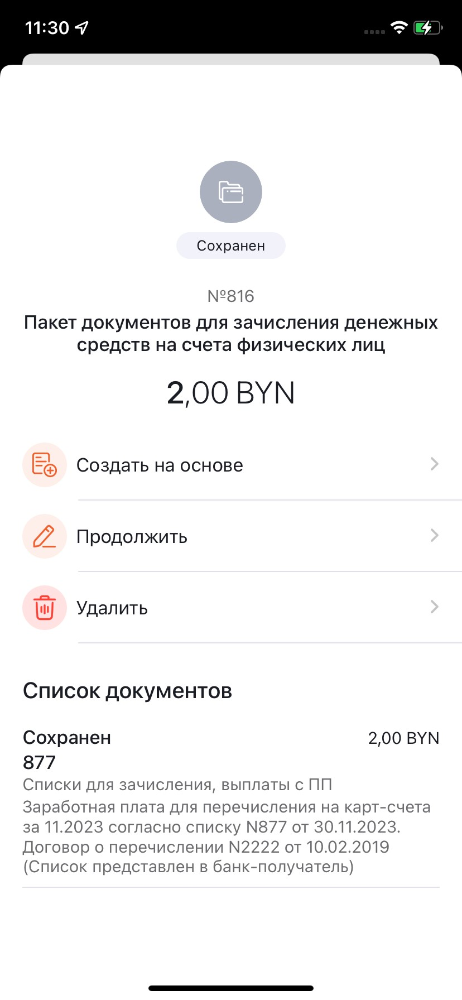 11:30
Сохранен
№816
Пакет документов для зачисления денежных
средств на счета физических лиц
2,00 BYN
Создать на основе
Продолжить
Удалить
Список документов
Сохранен 2,00 BYN
877
Списки для зачисления, выплаты с ПП
Заработная плата для перечисления на карт-счета
за 11.2023 согласно списку N877 от 30.11.2023.
Договор о перечислении N2222 от 10.02.2019
(Список представлен в банк-получатель)